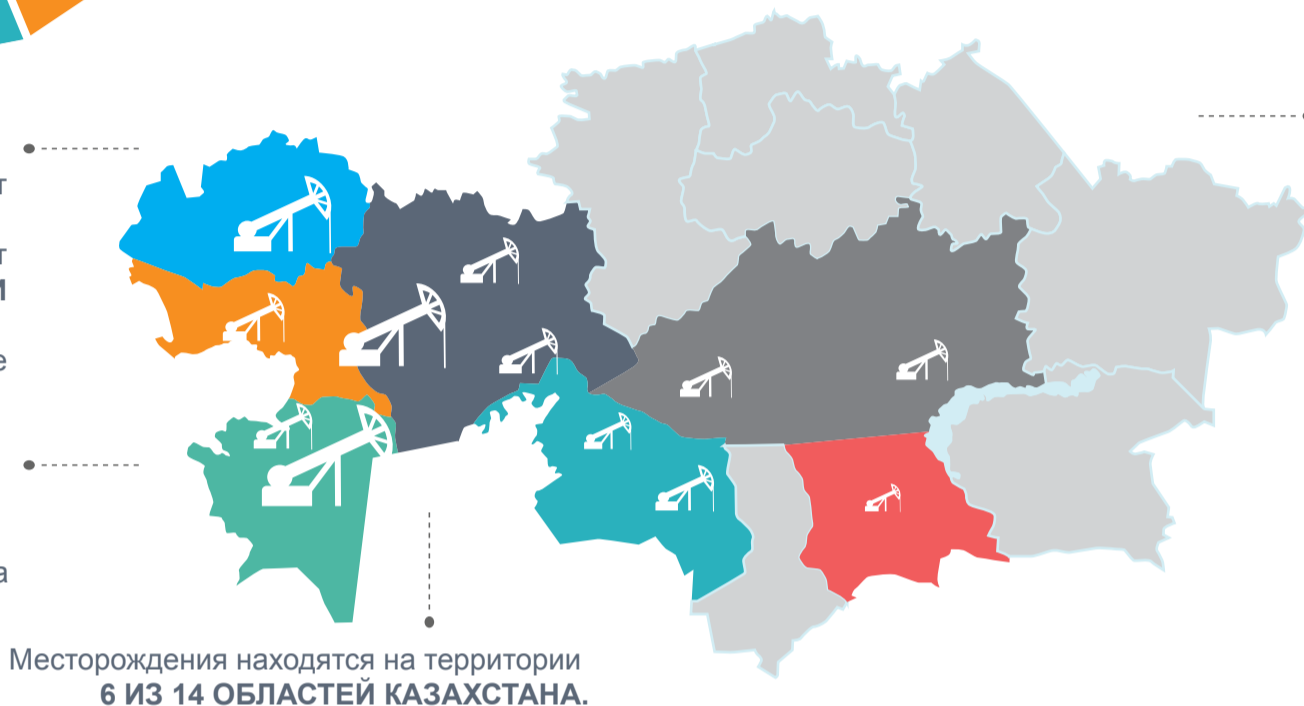 т
т
И
е
а
Месторождения находятся на территории
6 ИЗ 14 ОБЛАСТЕЙ КАЗАХСТАНА.